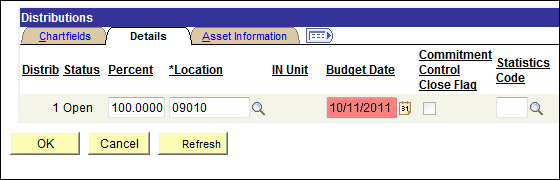 Distributions
Chartfields Details Asset Information
Distrib Status Percent *Location IN Unit Budget Date Commitment Control Close Flag Statistics Code
1 Open 100.0000 09010 10/11/2011 31
OK Cancel Refresh